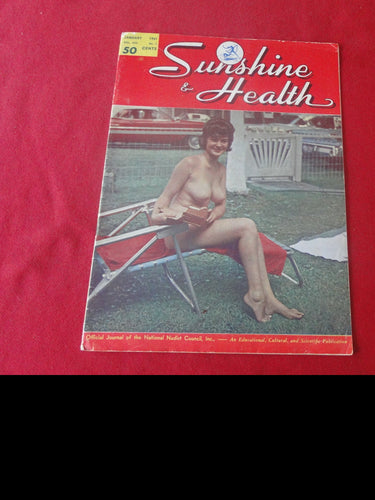 JANUARY 1961
50 CENTS
Sunshine
& Health
Official Journal of the National Nudist Council, Inc., — An Educational, Cultural, and Scientific Publication